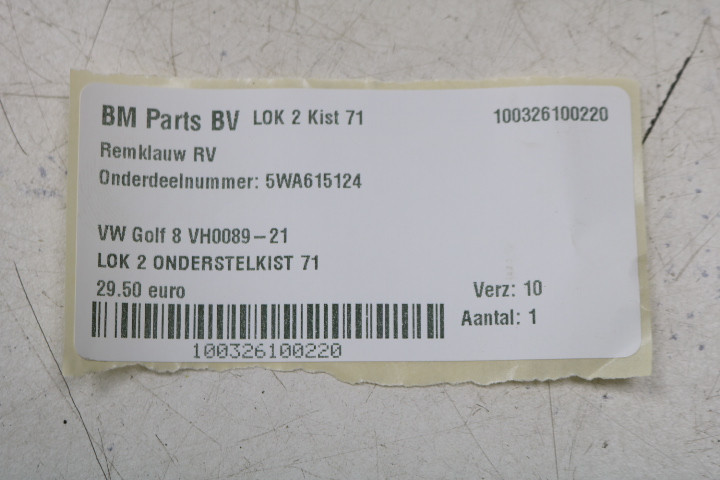 BM Parts BV LOK 2 Kist 71 100326100220
Remklauw RV
Onderdeelnummer: 5WA615124
VW Golf 8 VH0089-21
LOK 2 ONDERSTELKIST 71
29.50 euro Verz: 10
Aantal: 1
100326100220